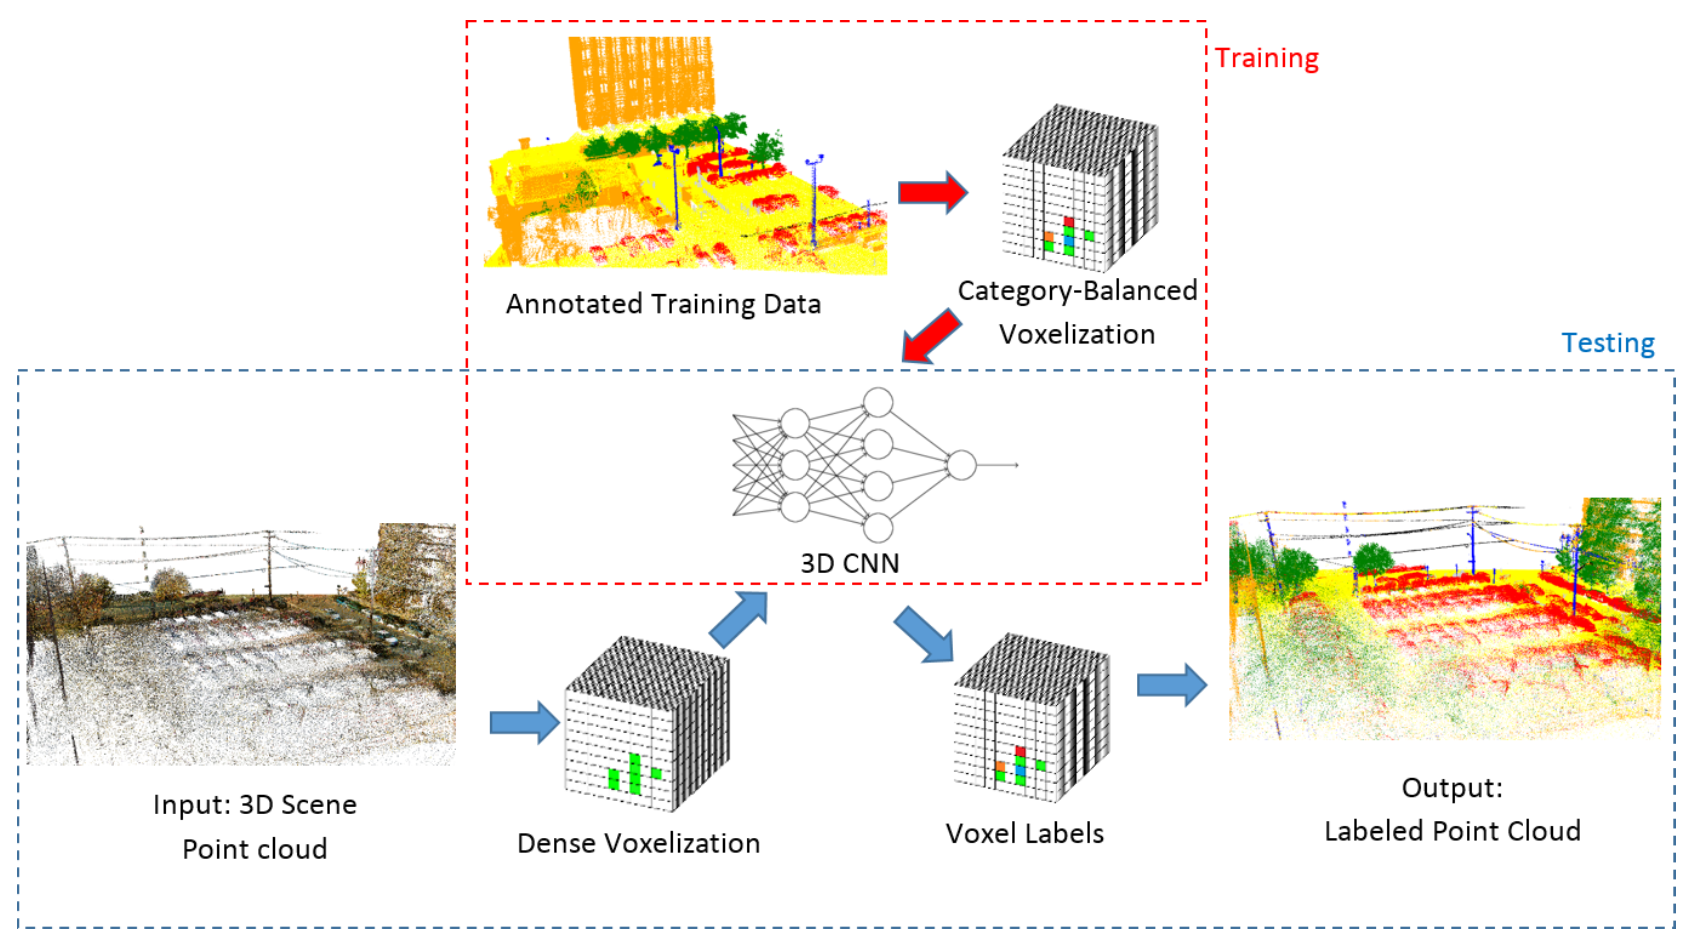 Training
Annotated Training Data
Category-Balanced
Voxelization
Testing
3D CNN
Input: 3D Scene
Point cloud
Dense Voxelization
Voxel Labels
Output:
Labeled Point Cloud